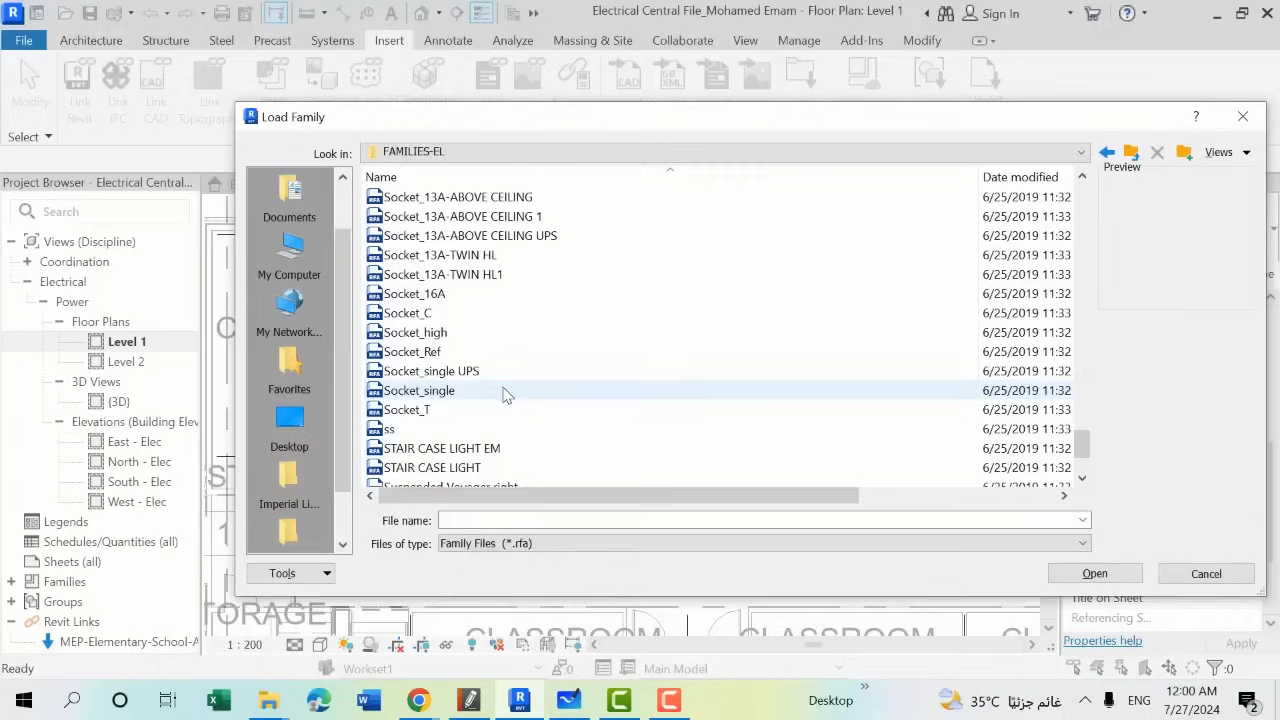 Electrical Central File_Mohamed Emam - Floor Plan: Level 1
Sign In
File Architecture Structure Steel Precast Systems Insert Annotate Analyze Massing & Site Collaborate View Manage Add-Ins Modify
Modify
Link Revit
Link IFC
Link CAD
Link
Select
Load Family
Look in: FAMILIES-EL
Views
Preview
Name
Date modified
Socket_13A-ABOVE CEILING 6/25/2019 11:32
Socket_13A-ABOVE CEILING 1 6/25/2019 11:32
Socket_13A-ABOVE CEILING UPS 6/25/2019 11:32
Socket_13A-TWIN HL 6/25/2019 11:33
Socket_13A-TWIN HL1 6/25/2019 11:33
Socket_16A 6/25/2019 11:32
Socket_C 6/25/2019 11:33
Socket_high 6/25/2019 11:32
Socket_Ref 6/25/2019 11:32
Socket_single UPS 6/25/2019 11:32
Socket_single 6/25/2019 11:32
Socket_T 6/25/2019 11:33
ss 6/25/2019 11:33
STAIR CASE LIGHT EM 6/25/2019 11:32
STAIR CASE LIGHT 6/25/2019 11:32
Documents
My Computer
My Network...
Favorites
Desktop
Imperial Li...
File name:
Files of type: Family Files (*.rfa)
Tools
Open
Cancel
Project Browser - Electrical Central...
Search
Views (Discipline)
Coordination
Electrical
Power
Floor Plans
Level 1
Level 2
3D Views
{3D}
Elevations (Building Elev
East - Elec
North - Elec
South - Elec
West - Elec
Legends
Schedules/Quantities (all)
Sheets (all)
Families
Groups
Revit Links
MEP-Elementary-School-A
CLASSROOM
1 : 200
Title on Sheet
Referencing S...
Properties help
Apply
Ready
Workset1
:0
Main Model
:0
Desktop
35°C غائم جزئيًا
ENG
12:00 AM
7/27/2024
2